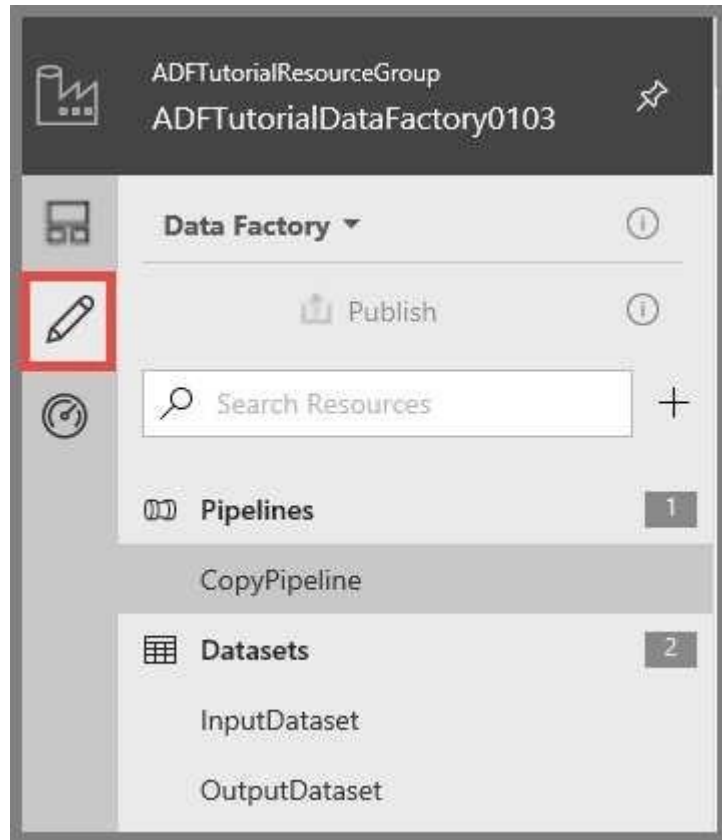 ADFTutorialResourceGroup
ADFTutorialDataFactory0103
Data Factory
Publish
Search Resources
Pipelines 1
CopyPipeline
Datasets 2
InputDataset
OutputDataset